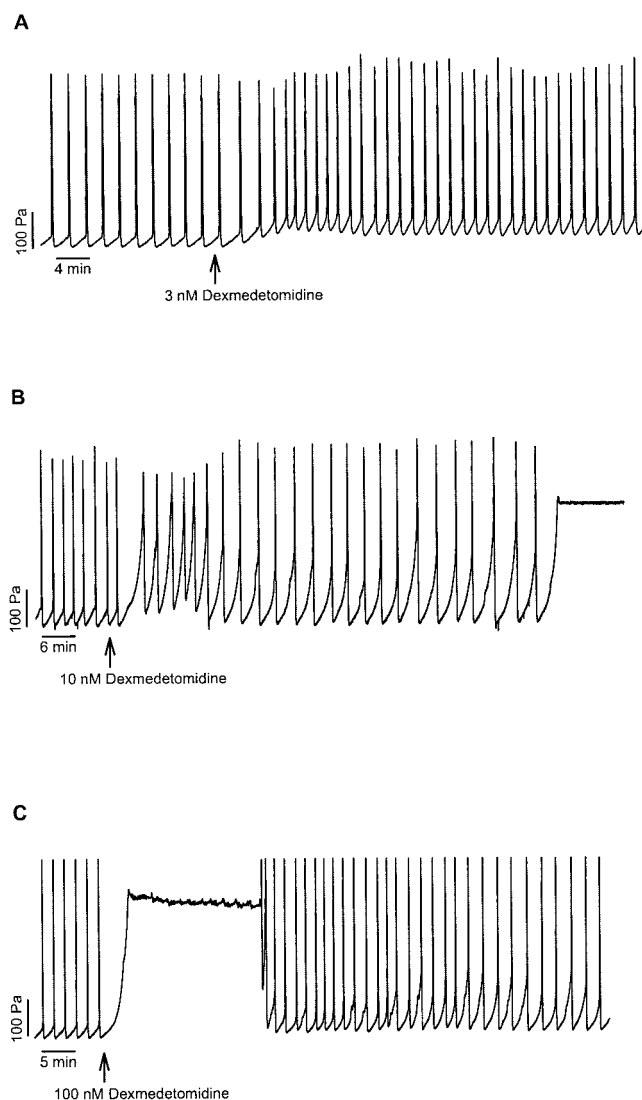 A
100 Pa
4 min
3 nM Dexmedetomidine
B
100 Pa
6 min
10 nM Dexmedetomidine
C
100 Pa
5 min
100 nM Dexmedetomidine